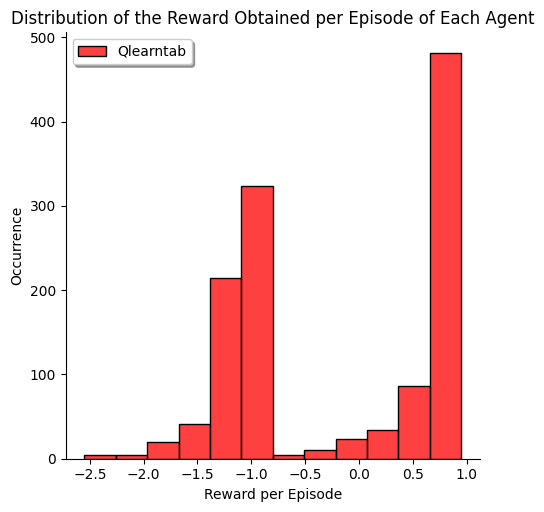 Distribution of the Reward Obtained per Episode of Each Agent
Qlearntab
500
400
300
200
100
0
Occurrence
−2.5 −2.0 −1.5 −1.0 −0.5 0.0 0.5 1.0
Reward per Episode